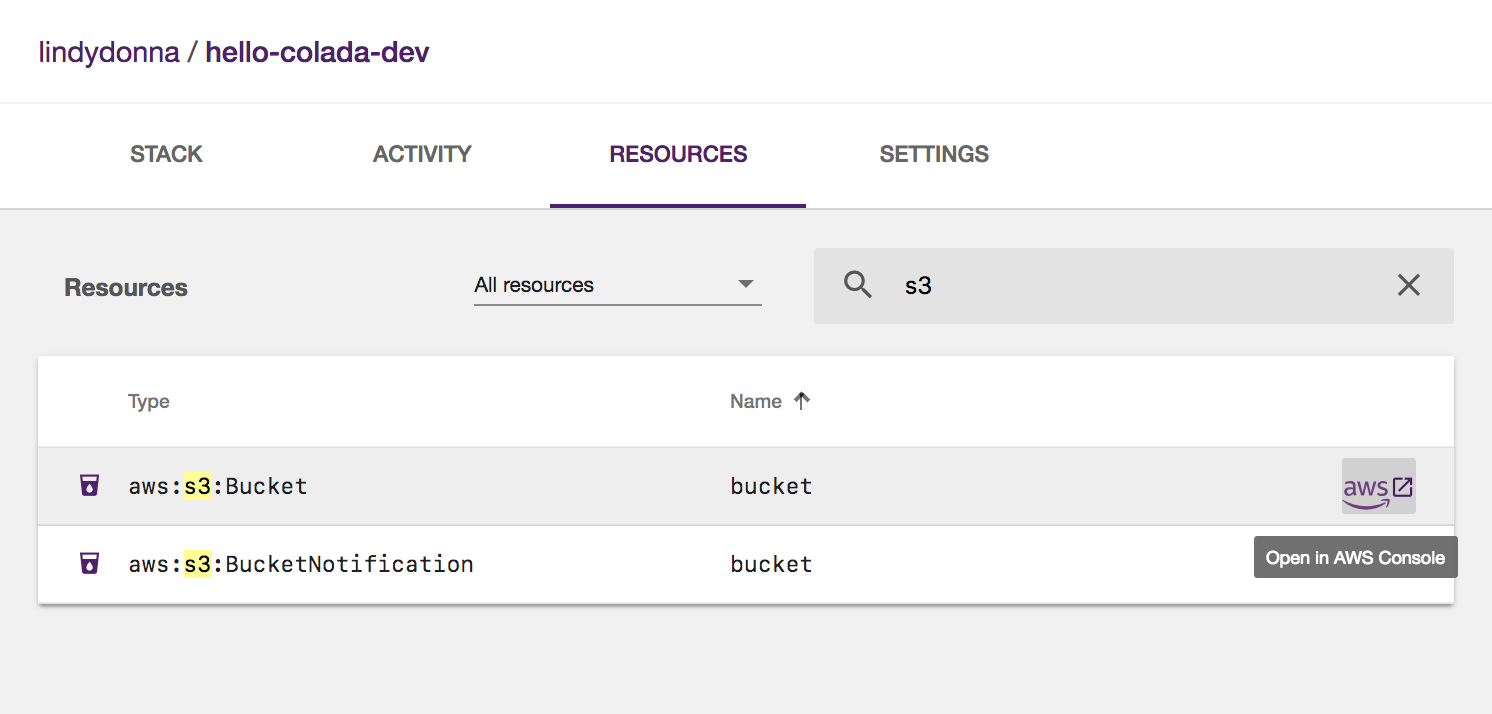 lindydonna / hello-colada-dev
STACK ACTIVITY RESOURCES SETTINGS
Resources All resources s3
Type Name
aws:s3:Bucket bucket aws
aws:s3:BucketNotification bucket
Open in AWS Console